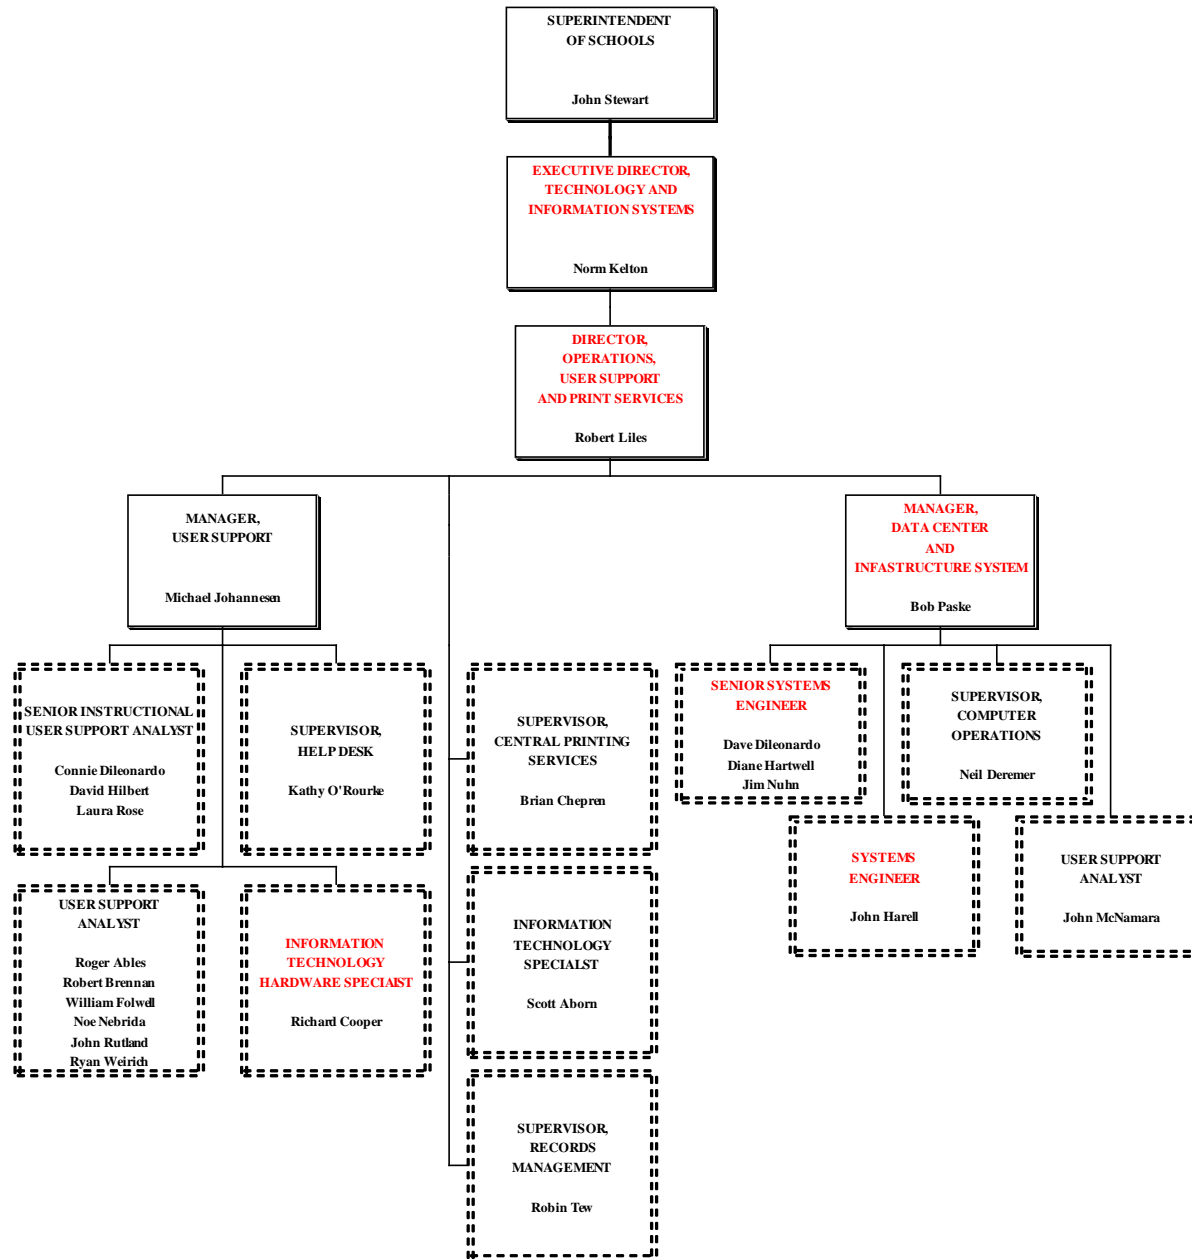 SUPERINTENDENT
OF SCHOOLS
John Stewart
EXECUTIVE DIRECTOR,
TECHNOLOGY AND
INFORMATION SYSTEMS
Norm Kelton
DIRECTOR,
OPERATIONS,
USER SUPPORT
AND PRINT SERVICES
Robert Liles
MANAGER,
USER SUPPORT
Michael Johannesen
MANAGER,
DATA CENTER
AND
INFASTRUCTURE SYSTEM
Bob Paske
SENIOR INSTRUCTIONAL
USER SUPPORT ANALYST
Connie Dileonardo
David Hilbert
Laura Rose
SUPERVISOR,
HELP DESK
Kathy O'Rourke
SUPERVISOR,
CENTRAL PRINTING
SERVICES
Brian Chepren
SENIOR SYSTEMS
ENGINEER
Dave Dileonardo
Diane Hartwell
Jim Nuhn
SUPERVISOR,
COMPUTER
OPERATIONS
Neil Deremer
SYSTEMS
ENGINEER
John Harell
USER SUPPORT
ANALYST
John McNamara
USER SUPPORT
ANALYST
Roger Ables
Robert Brennan
William Folwell
Noe Nebrida
John Rutland
Ryan Weirich
INFORMATION
TECHNOLOGY
HARDWARE SPECIAIST
Richard Cooper
INFORMATION
TECHNOLOGY
SPECIALST
Scott Aborn
SUPERVISOR,
RECORDS
MANAGEMENT
Robin Tew